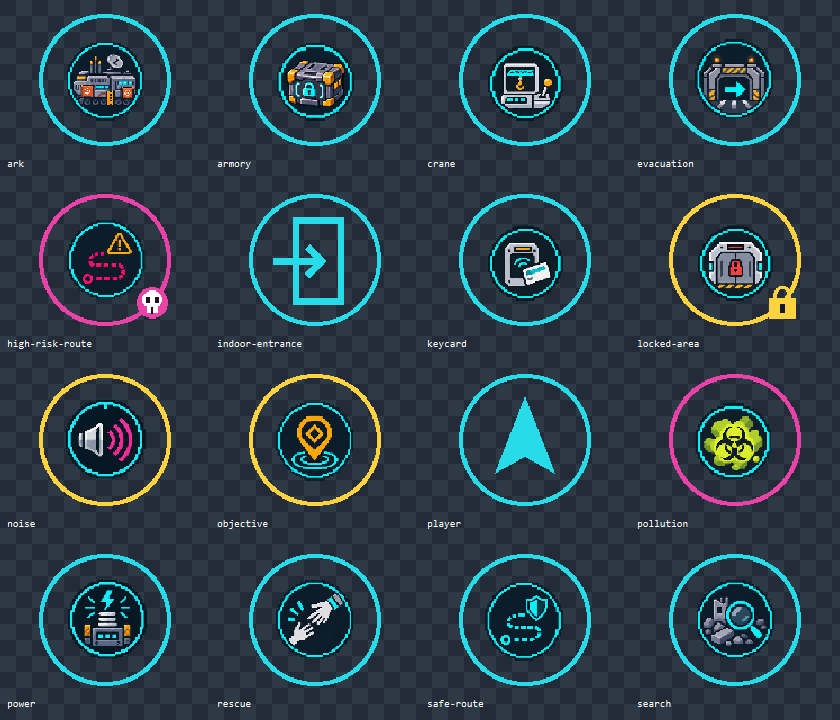 ark
armory
crane
evacuation
high-risk-route
indoor-entrance
keycard
locked-area
noise
objective
player
pollution
power
rescue
safe-route
search